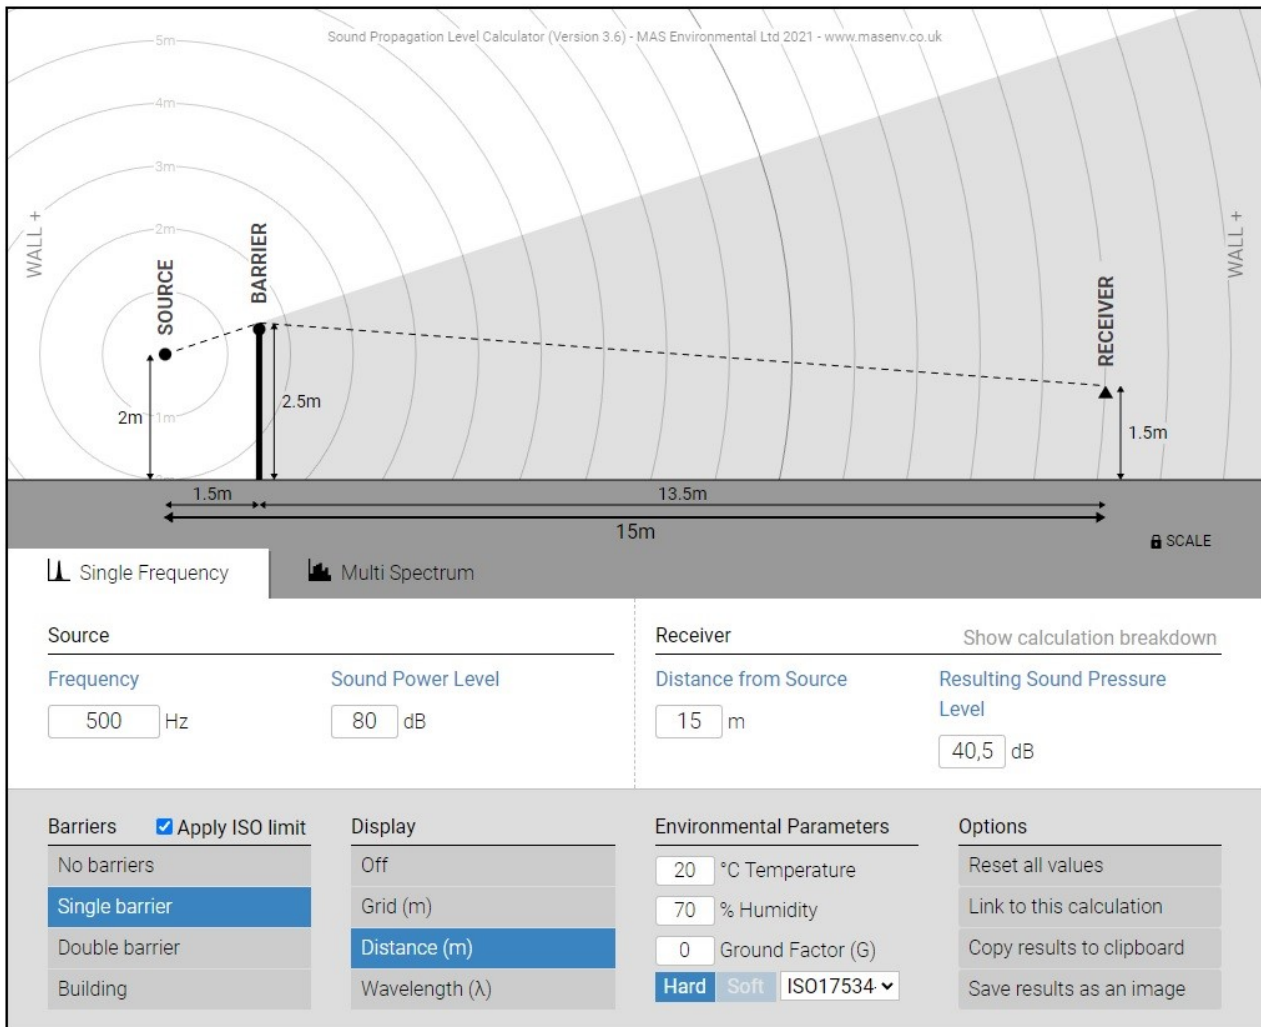 Sound Propagation Level Calculator (Version 3.6) - MAS Environmental Ltd 2021 - www.masenv.co.uk
5m
4m
3m
2m
1m
WALL +
SOURCE
BARRIER
RECEIVER
WALL +
2m
2.5m
1.5m
1.5m
13.5m
15m
SCALE
Single Frequency
Multi Spectrum
Source
Receiver
Show calculation breakdown
Frequency
Sound Power Level
Distance from Source
Resulting Sound Pressure
Level
500 Hz
80 dB
15 m
40,5 dB
Barriers
Apply ISO limit
No barriers
Single barrier
Double barrier
Building
Display
Off
Grid (m)
Distance (m)
Wavelength (λ)
Environmental Parameters
20 °C Temperature
70 % Humidity
0 Ground Factor (G)
Hard Soft ISO17534-
Options
Reset all values
Link to this calculation
Copy results to clipboard
Save results as an image